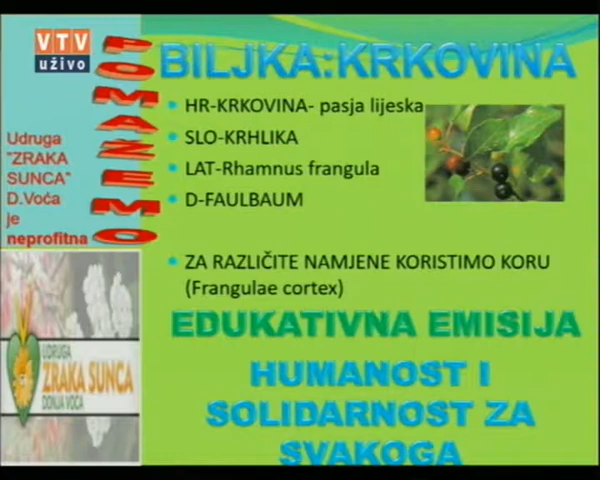 VTV
uživo
POMAŽEMO
Udruga
"ZRAKA
SUNCA"
D.Voća
je
neprofitna
UDRUGA
ZRAKA SUNCA
DONJA VOĆA
BILJKA:KRKOVINA
HR-KRKOVINA- pasja lijeska
SLO-KRHLIKA
LAT-Rhamnus frangula
D-FAULBAUM
ZA RAZLIČITE NAMJENE KORISTIMO KORU
(Frangulae cortex)
EDUKATIVNA EMISIJA
HUMANOST I
SOLIDARNOST ZA
SVAKOGA